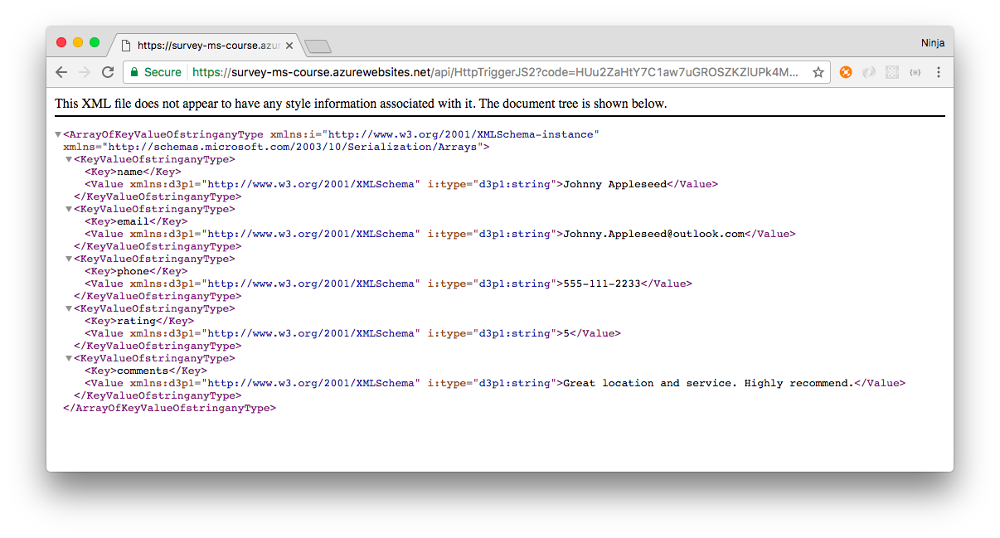 https://survey-ms-course.azur
Ninja
Secure https://survey-ms-course.azurewebsites.net/api/HttpTriggerJS2?code=HUu2ZaHtY7C1aw7uGROSZKZlUPk4M...
This XML file does not appear to have any style information associated with it. The document tree is shown below.
▼<ArrayOfKeyValueOfstringanyType xmlns:i="http://www.w3.org/2001/XMLSchema-instance"
xmlns="http://schemas.microsoft.com/2003/10/Serialization/Arrays">
▼<KeyValueOfstringanyType>
<Key>name</Key>
<Value xmlns:d3p1="http://www.w3.org/2001/XMLSchema" i:type="d3p1:string">Johnny Appleseed</Value>
</KeyValueOfstringanyType>
▼<KeyValueOfstringanyType>
<Key>email</Key>
<Value xmlns:d3p1="http://www.w3.org/2001/XMLSchema" i:type="d3p1:string">Johnny.Appleseed@outlook.com</Value>
</KeyValueOfstringanyType>
▼<KeyValueOfstringanyType>
<Key>phone</Key>
<Value xmlns:d3p1="http://www.w3.org/2001/XMLSchema" i:type="d3p1:string">555-111-2233</Value>
</KeyValueOfstringanyType>
▼<KeyValueOfstringanyType>
<Key>rating</Key>
<Value xmlns:d3p1="http://www.w3.org/2001/XMLSchema" i:type="d3p1:string">5</Value>
</KeyValueOfstringanyType>
▼<KeyValueOfstringanyType>
<Key>comments</Key>
<Value xmlns:d3p1="http://www.w3.org/2001/XMLSchema" i:type="d3p1:string">Great location and service. Highly recommend.</Value>
</KeyValueOfstringanyType>
</ArrayOfKeyValueOfstringanyType>